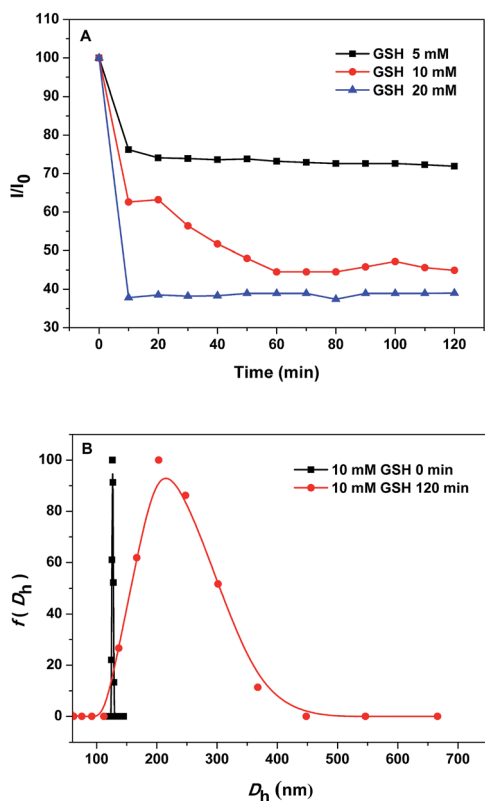 A
GSH 5 mM
GSH 10 mM
GSH 20 mM
I/I0
100
90
80
70
60
50
40
30
0 20 40 60 80 100 120
Time (min)
B
10 mM GSH 0 min
10 mM GSH 120 min
f (Dh)
100
80
60
40
20
0
100 200 300 400 500 600 700
Dh (nm)